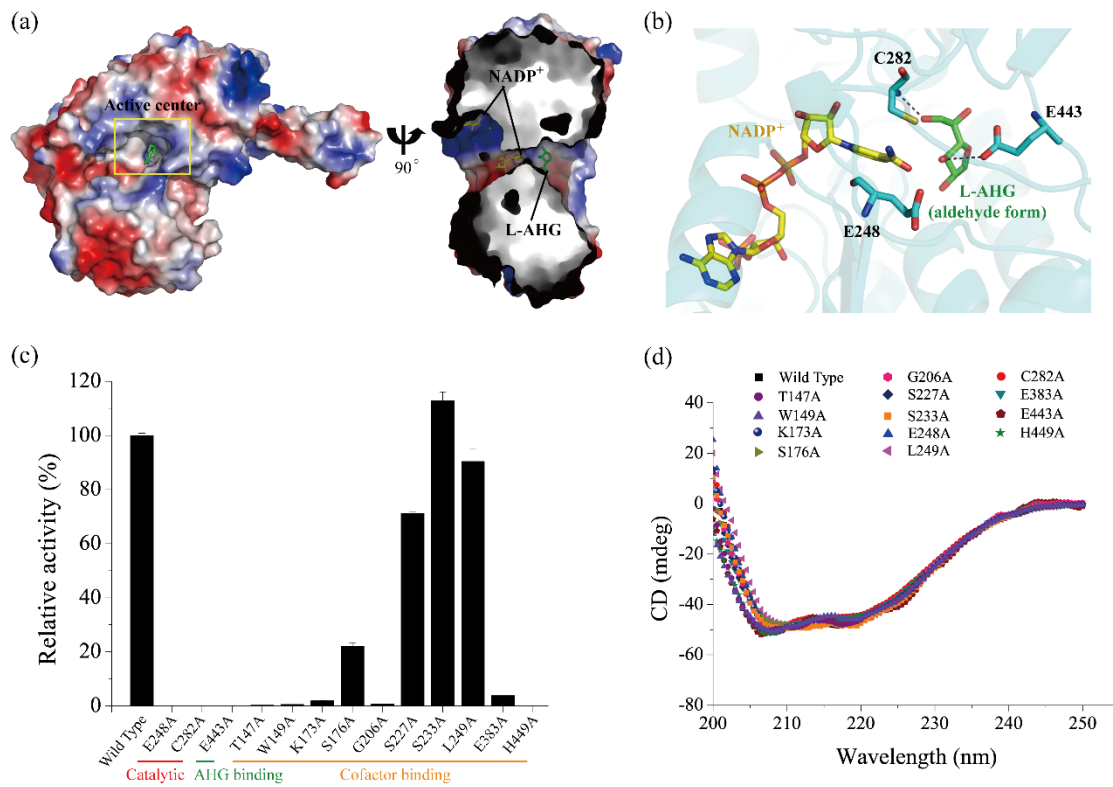 (a)
Active center
90°
NADP⁺
L-AHG
(b)
C282
E443
NADP⁺
L-AHG
(aldehyde form)
E248
(c)
Relative activity (%)
120
100
80
60
40
20
0
Wild Type
E248A
C282A
E443A
T147A
W149A
K173A
S176A
G206A
S227A
S233A
L249A
E383A
H449A
Catalytic
AHG binding
Cofactor binding
(d)
Wild Type
T147A
W149A
K173A
S176A
G206A
S227A
S233A
E248A
L249A
C282A
E383A
E443A
H449A
CD (mdeg)
40
20
0
-20
-40
-60
-80
200
210
220
230
240
250
Wavelength (nm)